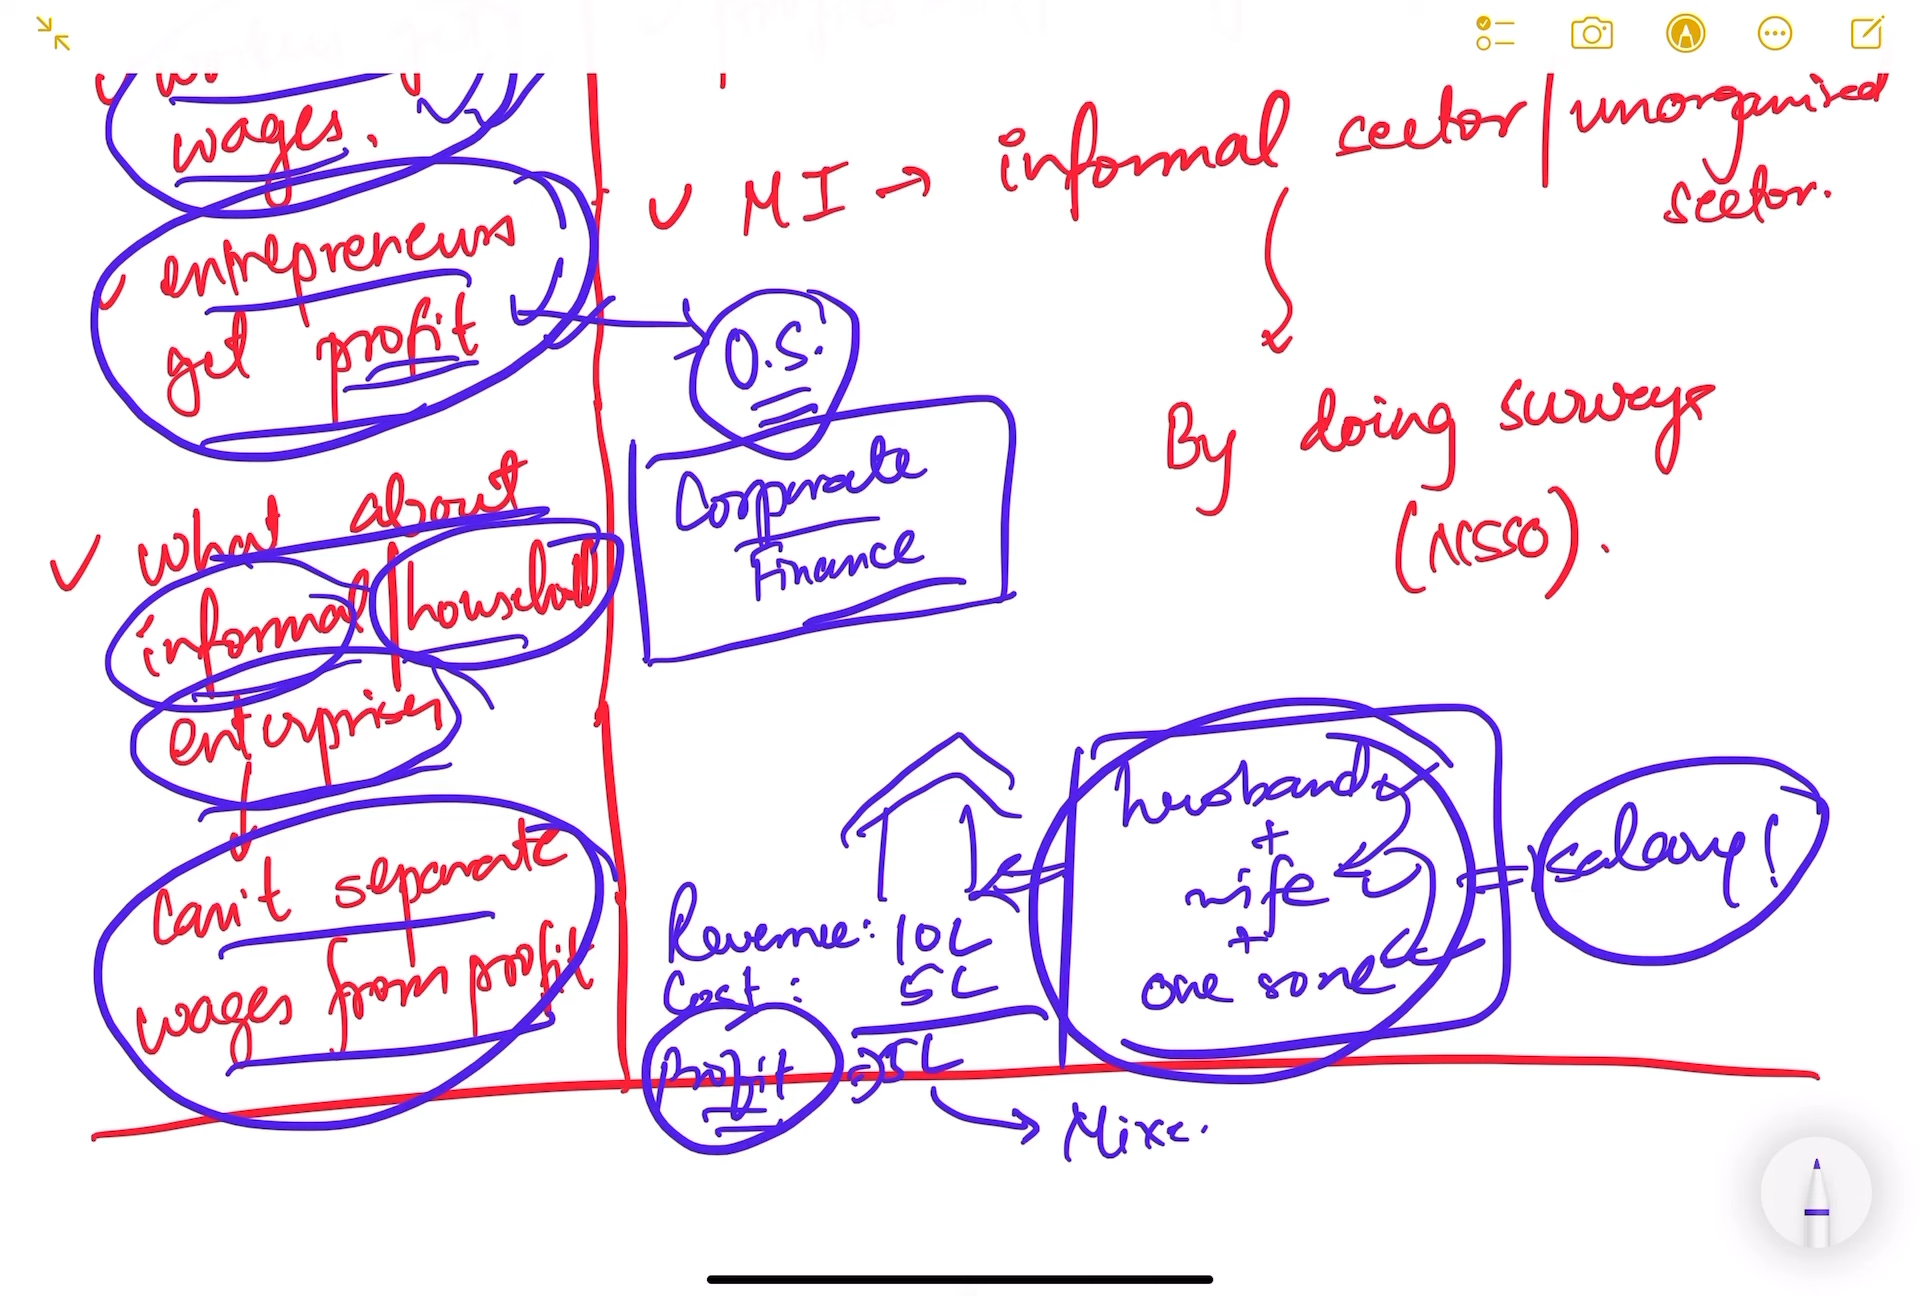 wages.
entrepreneurs
get profit
✓ what about
informal / household
enterprises
can't separate
wages from profit
✓ MI → informal sector / unorganised
sector.
By doing surveys
(NSSO).
O.S.
Corporate
Finance
husband
+
wife
+
one sone
salary!
Revenue: 10L
Cost: 5L
Profit 5L
→ Mixe.